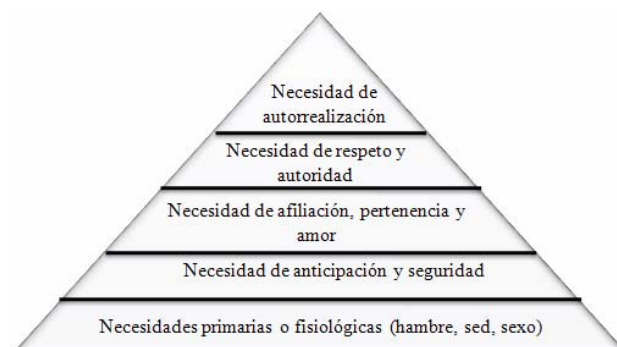 Necesidad de
autorrealización
Necesidad de respeto y
autoridad
Necesidad de afiliación, pertenencia y
amor
Necesidad de anticipación y seguridad
Necesidades primarias o fisiológicas (hambre, sed, sexo)